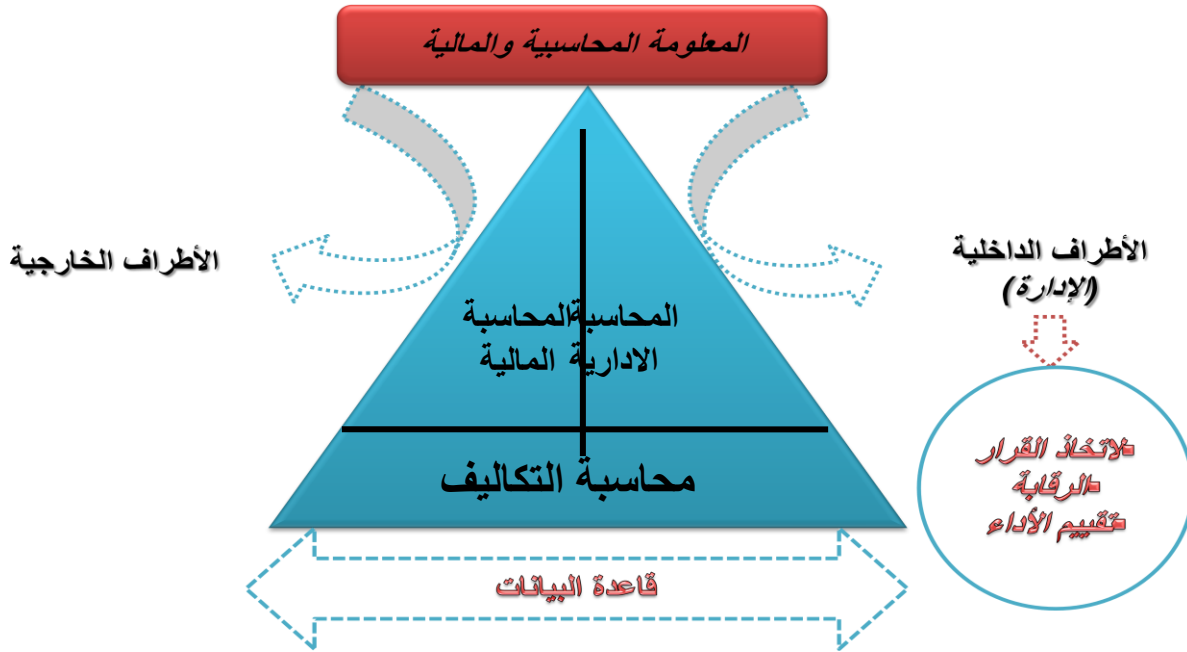 المعلومة المحاسبية والمالية
الأطراف الداخلية
(الإدارة)
الأطراف الخارجية
المحاسبة
الادارية
المحاسبة
المالية
محاسبة التكاليف
لاتخاذ القرار
الرقابة
تقييم الأداء
قاعدة البيانات